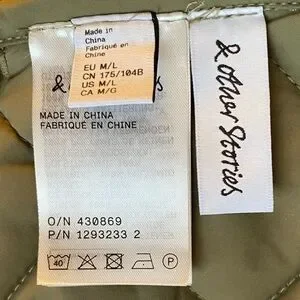 Made in
China
Fabriqué en
Chine
EU M/L
CN 175/104B
US M/L
CA M/G
&
MADE IN CHINA
FABRIQUÉ EN CHINE
O/N 430869
P/N 1293233 2
40
P
& Other Stories